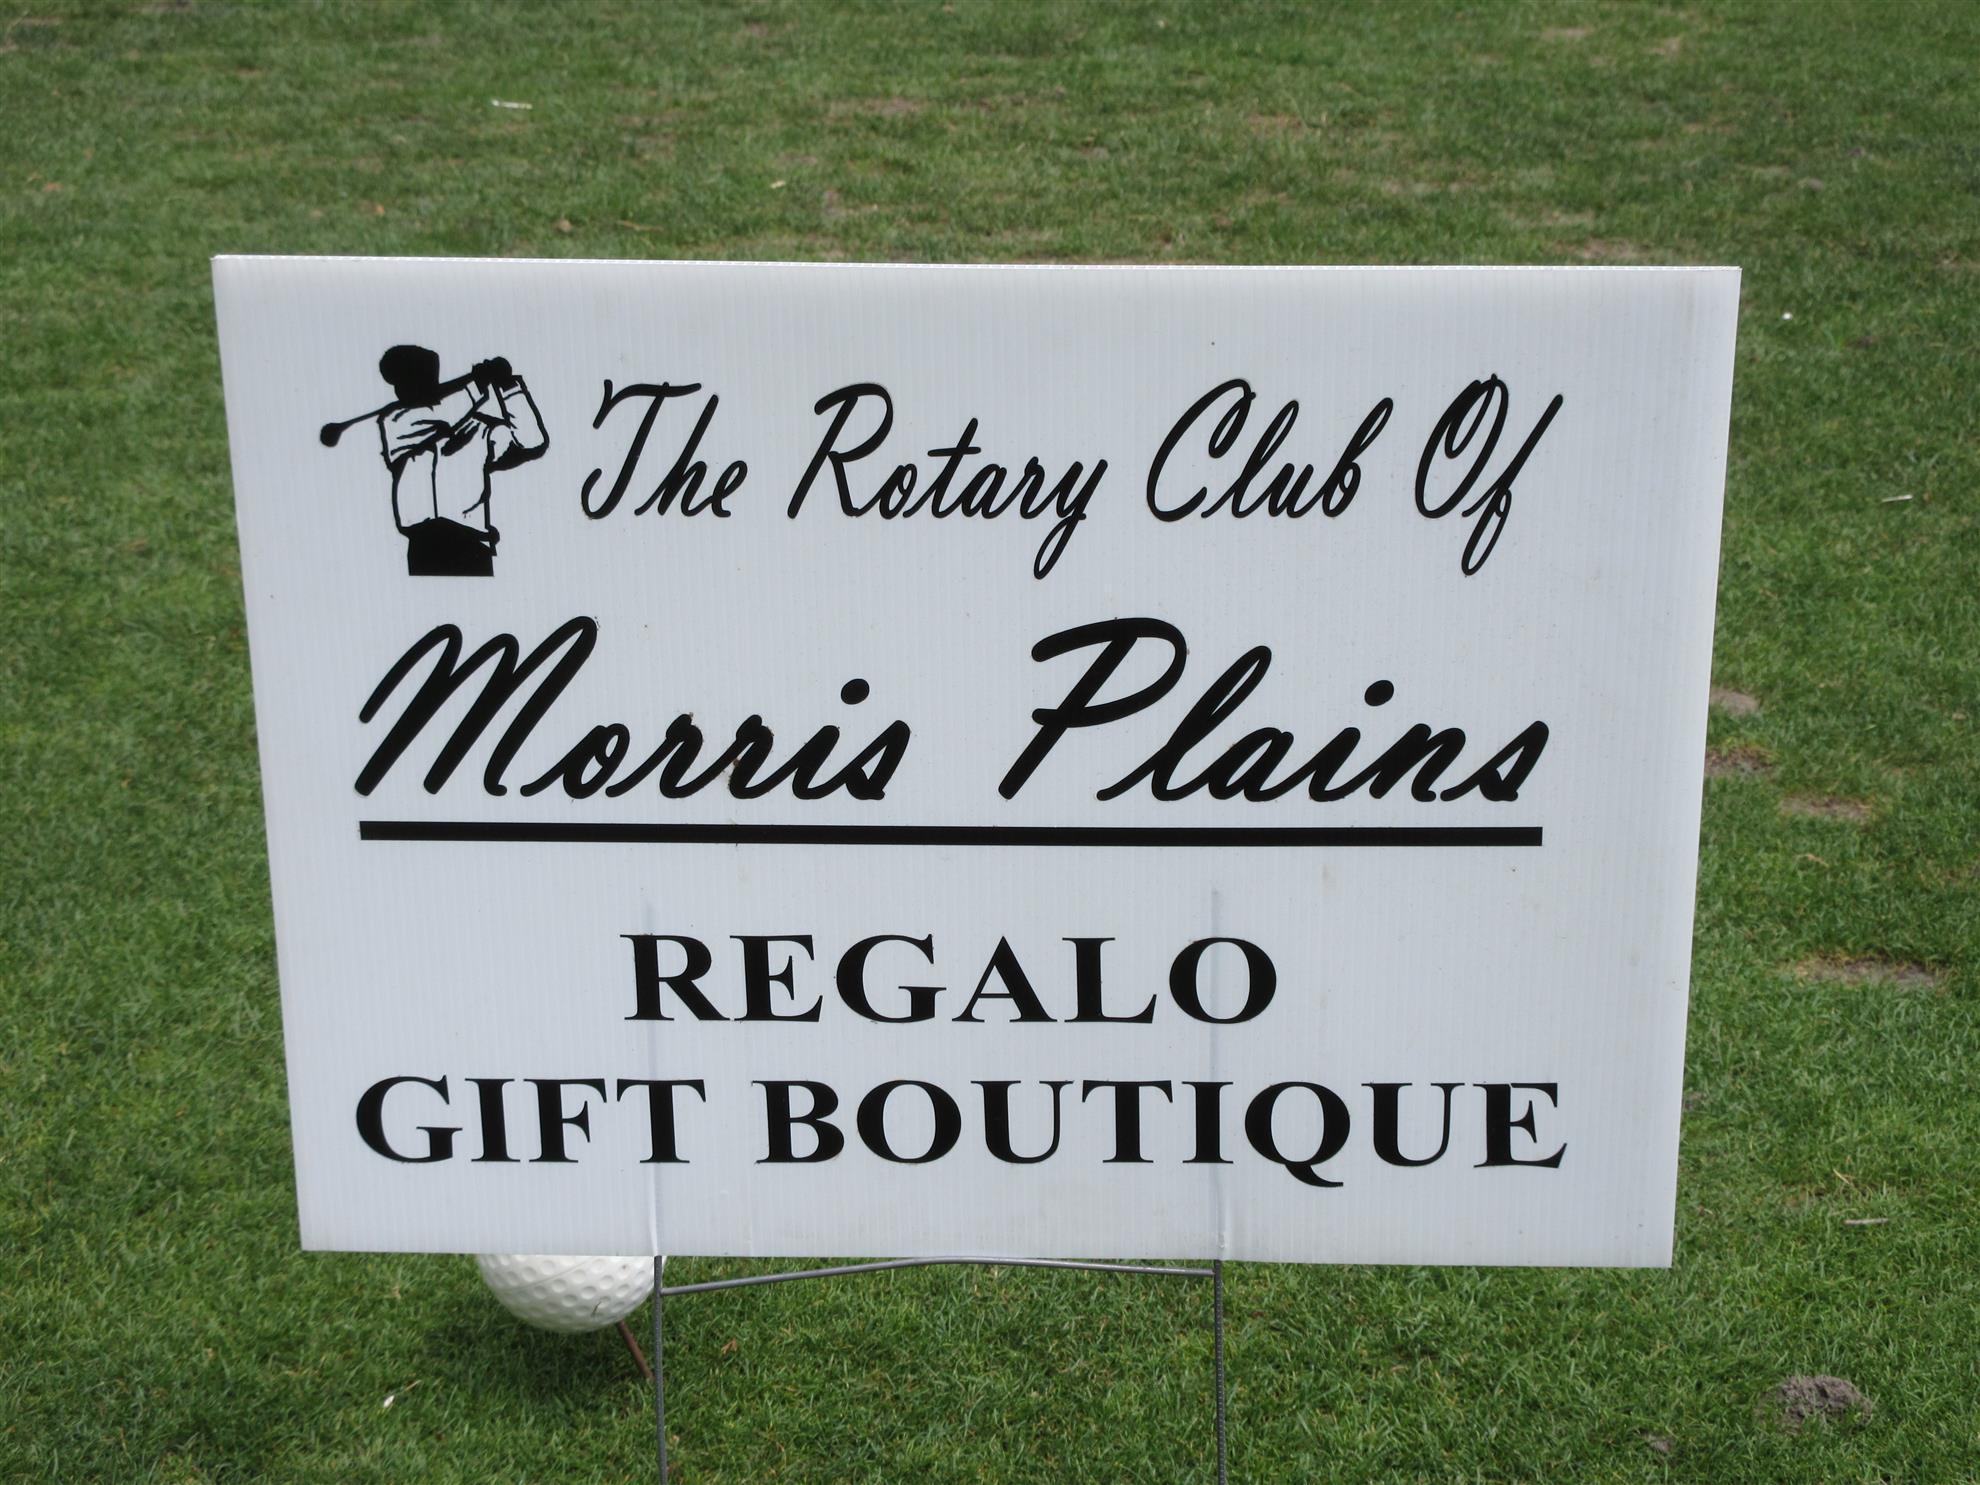 The Rotary Club Of
Morris Plains
REGALO
GIFT BOUTIQUE